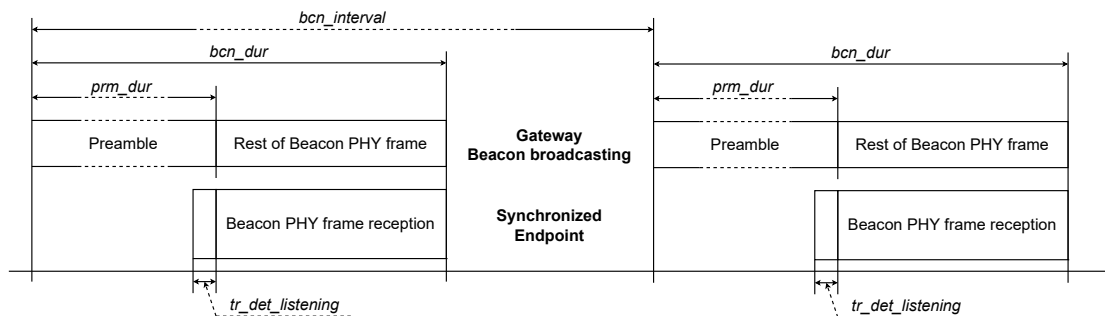 bcn_interval
bcn_dur
bcn_dur
prm_dur
prm_dur
Preamble
Rest of Beacon PHY frame
Gateway
Beacon broadcasting
Preamble
Rest of Beacon PHY frame
Beacon PHY frame reception
Synchronized
Endpoint
Beacon PHY frame reception
tr_det_listening
tr_det_listening